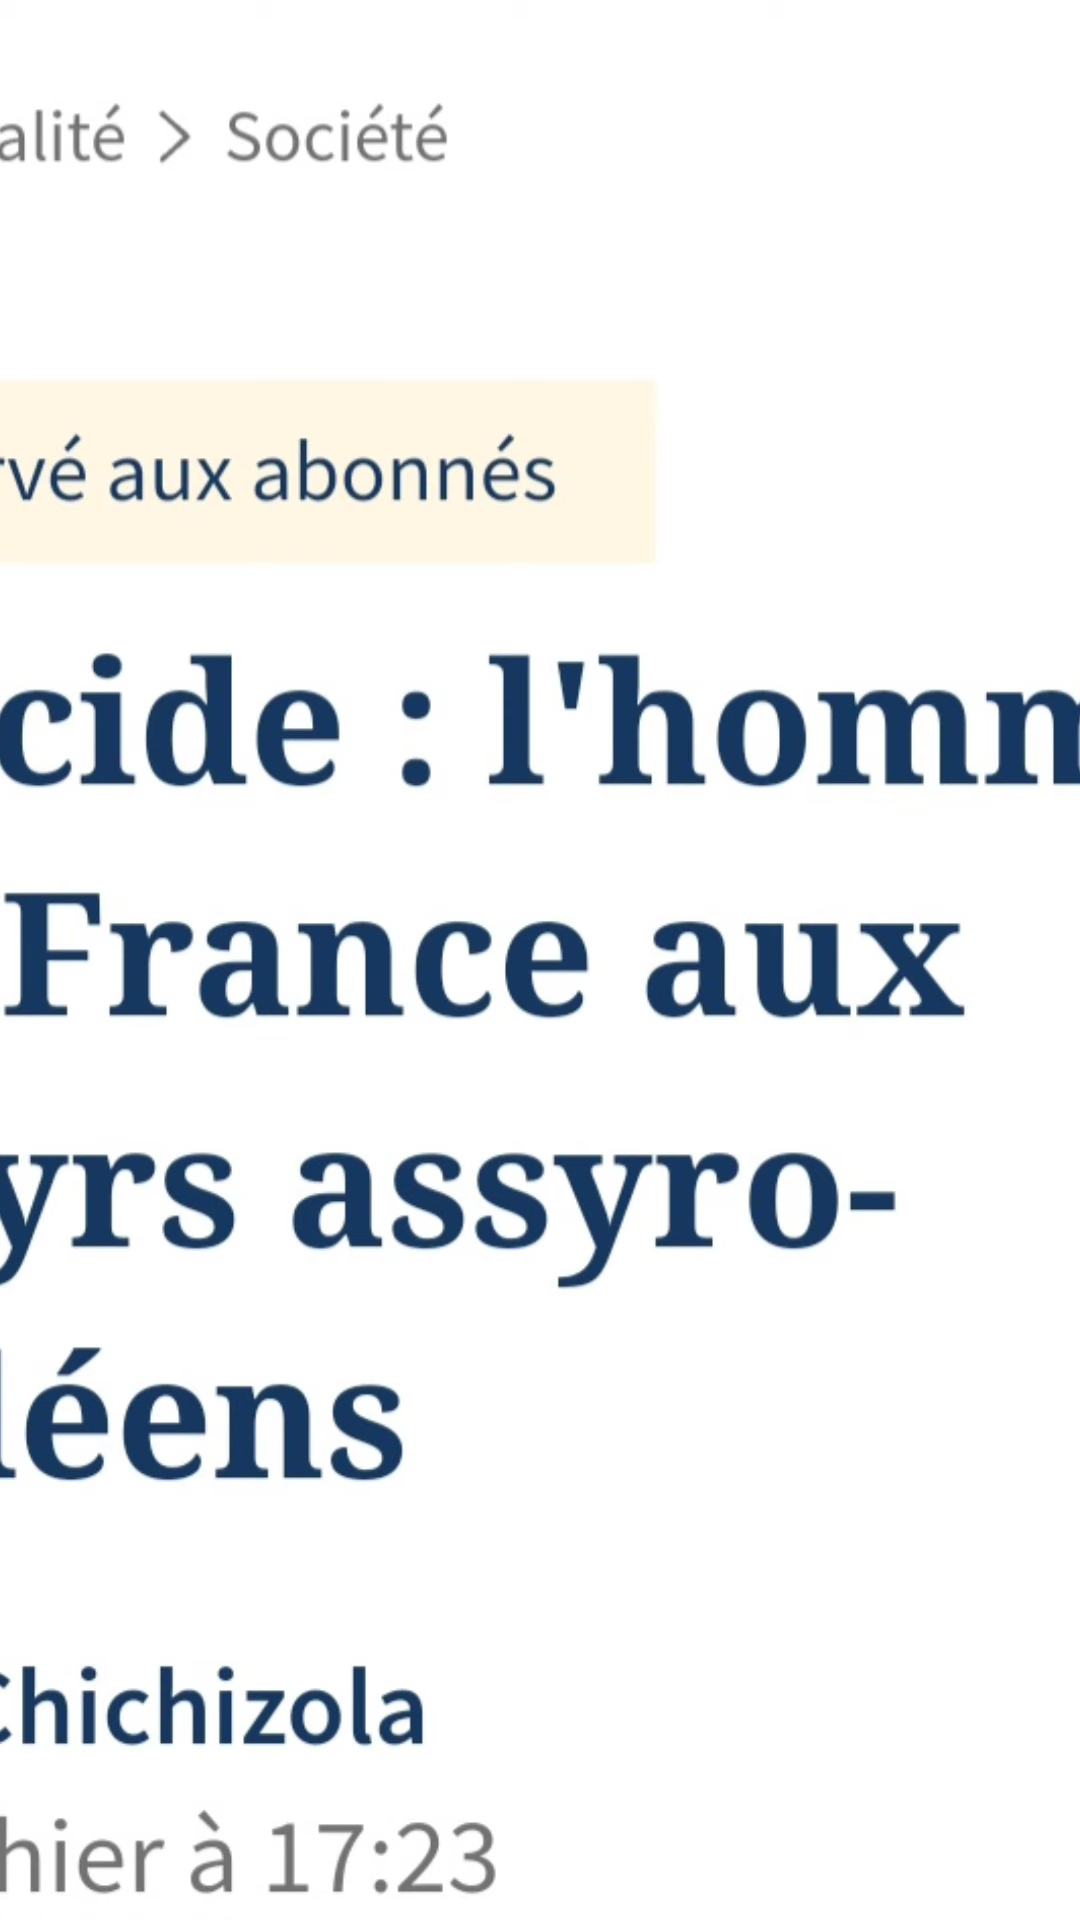 alité > Société
rvé aux abonnés
cide : l'homm
France aux
yrs assyro-
léens
Chichizola
hier à 17:23